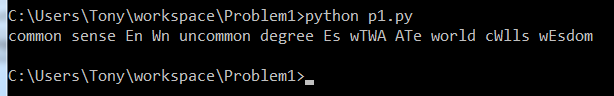 C:\Users\Tony\workspace\Problem1>python p1.py
common sense En Wn uncommon degree Es wTWA ATe world cWlls wEsdom
C:\Users\Tony\workspace\Problem1>